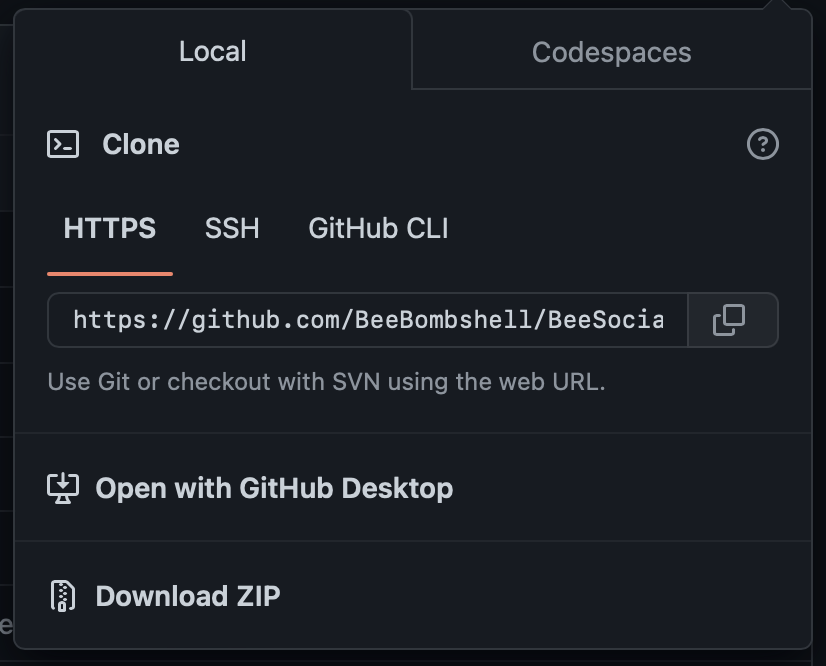 Local
Codespaces
Clone
HTTPS
SSH
GitHub CLI
https://github.com/BeeBombshell/BeeSocia
Use Git or checkout with SVN using the web URL.
Open with GitHub Desktop
Download ZIP
e